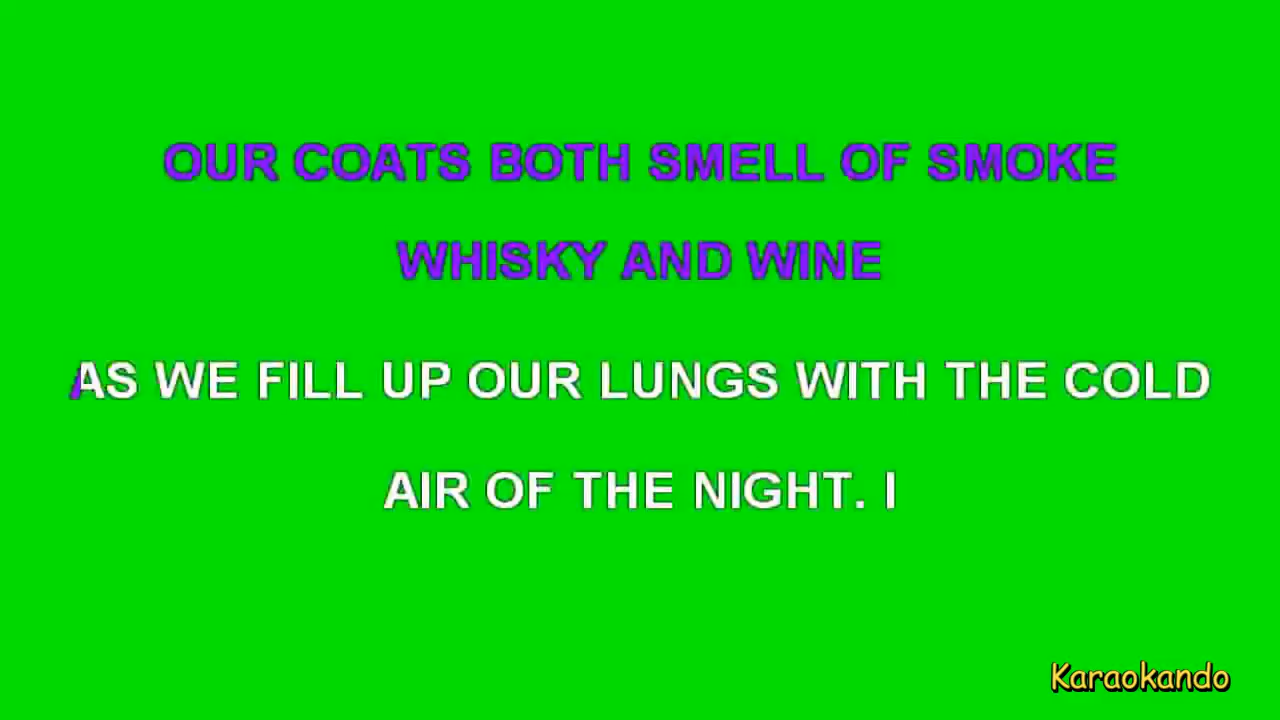 OUR COATS BOTH SMELL OF SMOKE
WHISKY AND WINE
AS WE FILL UP OUR LUNGS WITH THE COLD
AIR OF THE NIGHT. I
Karaokando